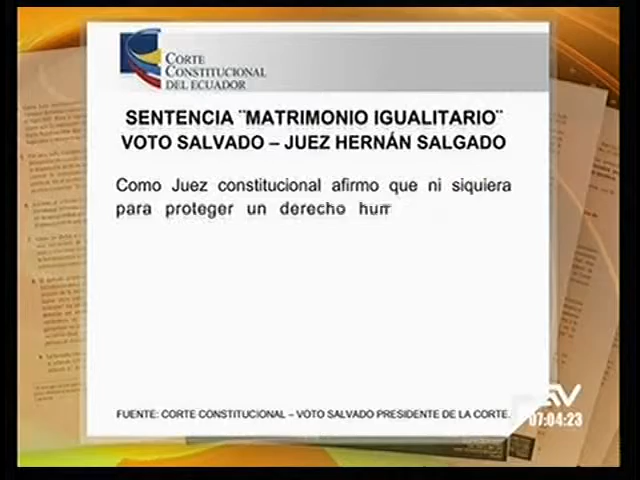 CORTE
CONSTITUCIONAL
DEL ECUADOR
SENTENCIA ¨MATRIMONIO IGUALITARIO¨
VOTO SALVADO – JUEZ HERNÁN SALGADO
Como Juez constitucional afirmo que ni siquiera
para proteger un derecho hum
FUENTE: CORTE CONSTITUCIONAL – VOTO SALVADO PRESIDENTE DE LA CORTE.
07:04:23